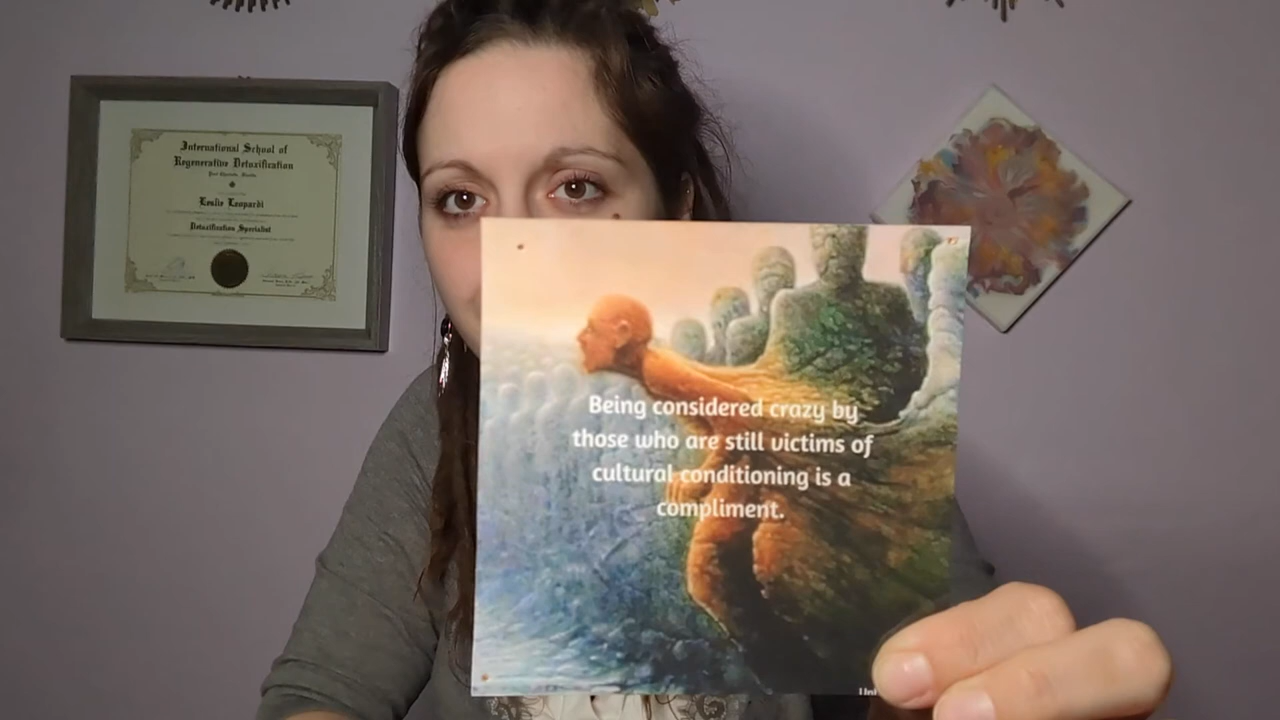 International School of
Regenerative Detoxification
Leslie Leopardi
Detoxification Specialist
Being considered crazy by
those who are still victims of
cultural conditioning is a
compliment.